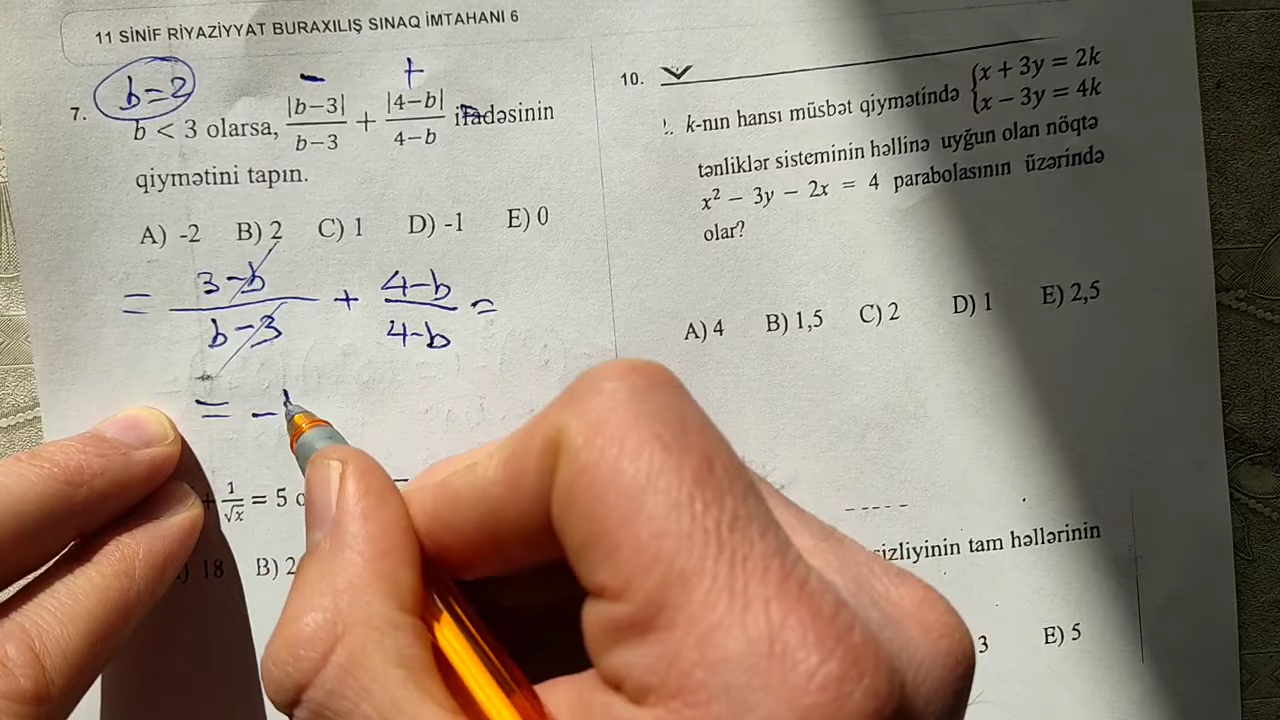 11 SİNİF RİYAZİYYAT BURAXILIŞ SINAQ İMTAHANI 6
b=2
− +
7. b < 3 olarsa, |b−3|/b−3 + |4−b|/4−b ifadəsinin
qiymətini tapın.
A) -2 B) 2 C) 1 D) -1 E) 0
= 3-b/b-3 + 4-b/4-b =
= -
+ 1/√x = 5
18 B) 2
10.
k-nın hansı müsbət qiymətində {x + 3y = 2k
x − 3y = 4k
tənliklər sisteminin həllinə uyğun olan nöqtə
x² − 3y − 2x = 4 parabolasının üzərində
olar?
A) 4 B) 1,5 C) 2 D) 1 E) 2,5
tam həllərinin
3 E) 5